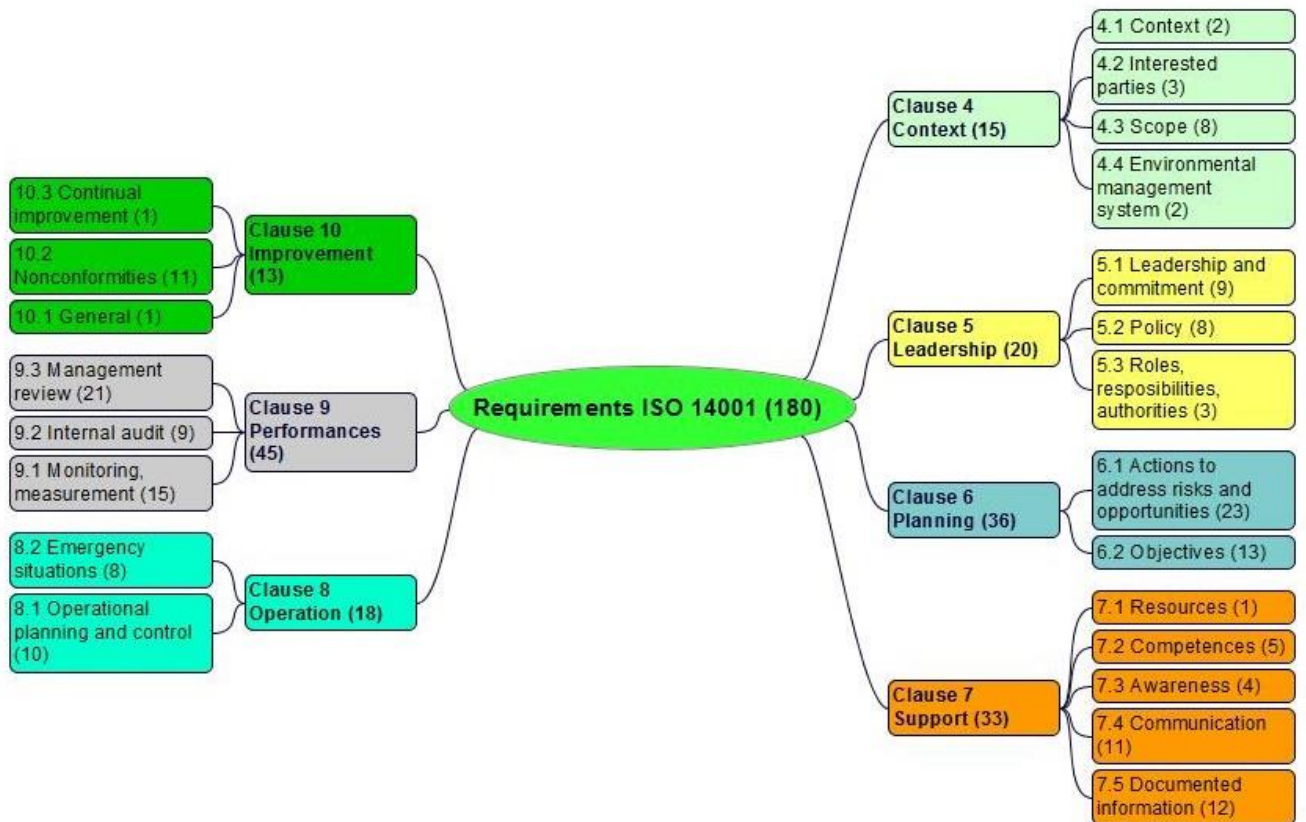 Requirements ISO 14001 (180)
Clause 4
Context (15)
4.1 Context (2)
4.2 Interested
parties (3)
4.3 Scope (8)
4.4 Environmental
management
system (2)
Clause 5
Leadership (20)
5.1 Leadership and
commitment (9)
5.2 Policy (8)
5.3 Roles,
resposibilities,
authorities (3)
Clause 6
Planning (36)
6.1 Actions to
address risks and
opportunities (23)
6.2 Objectives (13)
Clause 7
Support (33)
7.1 Resources (1)
7.2 Competences (5)
7.3 Awareness (4)
7.4 Communication
(11)
7.5 Documented
information (12)
Clause 8
Operation (18)
8.2 Emergency
situations (8)
8.1 Operational
planning and control
(10)
Clause 9
Performances
(45)
9.3 Management
review (21)
9.2 Internal audit (9)
9.1 Monitoring,
measurement (15)
Clause 10
Improvement
(13)
10.3 Continual
improvement (1)
10.2
Nonconformities (11)
10.1 General (1)